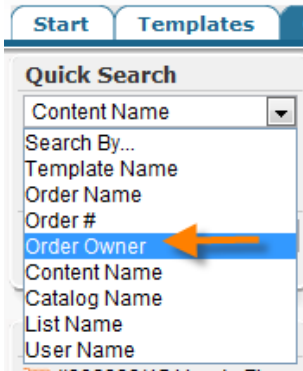 Start Templates
Quick Search
Content Name
Search By...
Template Name
Order Name
Order #
Order Owner
Content Name
Catalog Name
List Name
User Name